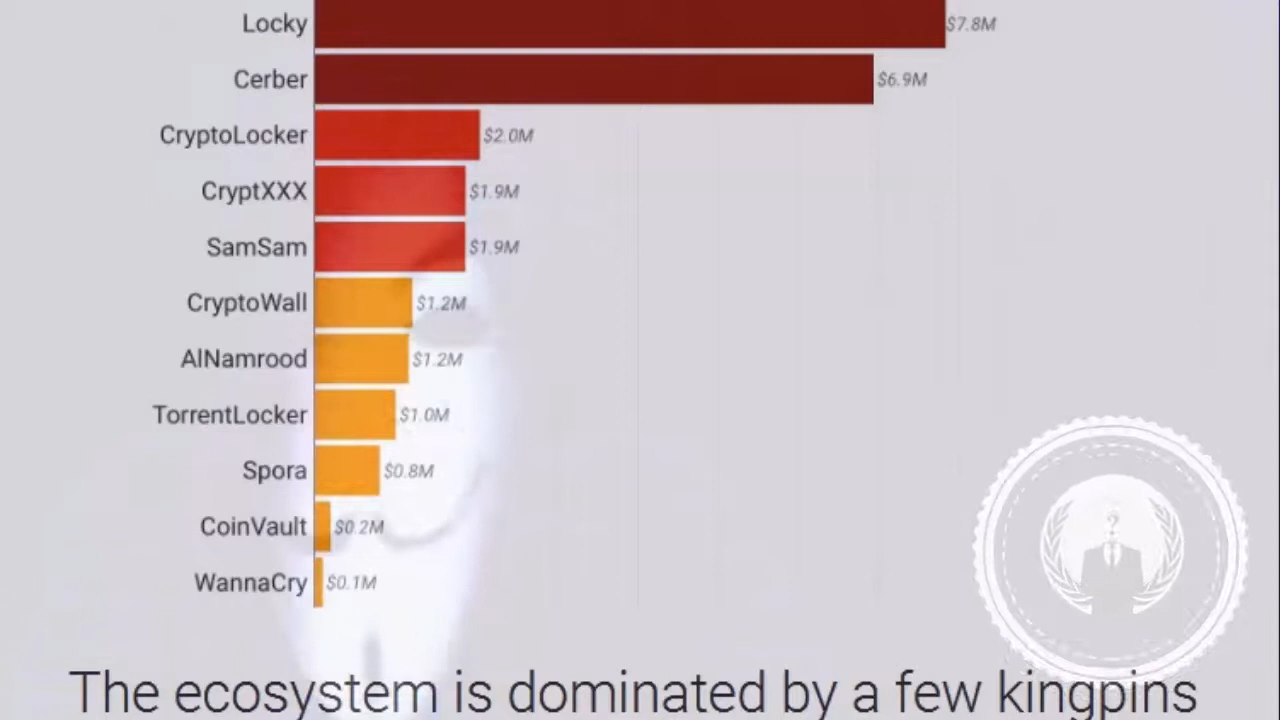 Locky $7.8M
Cerber $6.9M
CryptoLocker $2.0M
CryptXXX $1.9M
SamSam $1.9M
CryptoWall $1.2M
AlNamrood $1.2M
TorrentLocker $1.0M
Spora $0.8M
CoinVault $0.2M
WannaCry $0.1M
?
The ecosystem is dominated by a few kingpins